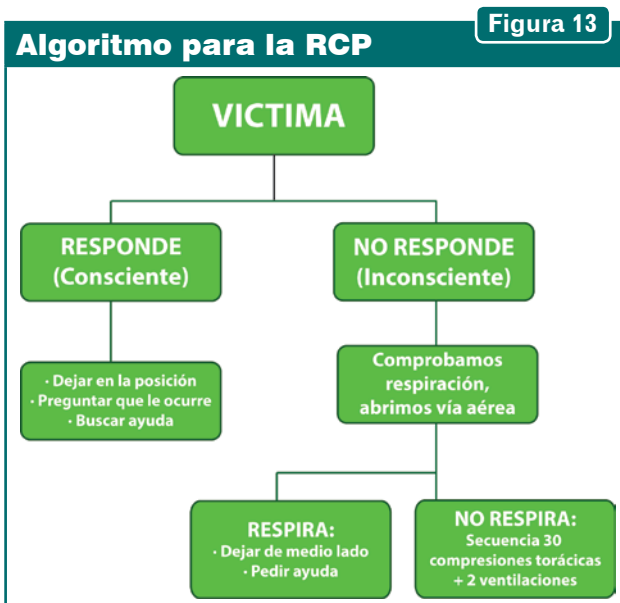 Figura 13
Algoritmo para la RCP
VICTIMA
RESPONDE
(Consciente)
NO RESPONDE
(Inconsciente)
· Dejar en la posición
· Preguntar que le ocurre
· Buscar ayuda
Comprobamos
respiración,
abrimos vía aérea
RESPIRA:
· Dejar de medio lado
· Pedir ayuda
NO RESPIRA:
Secuencia 30
compresiones torácicas
+ 2 ventilaciones